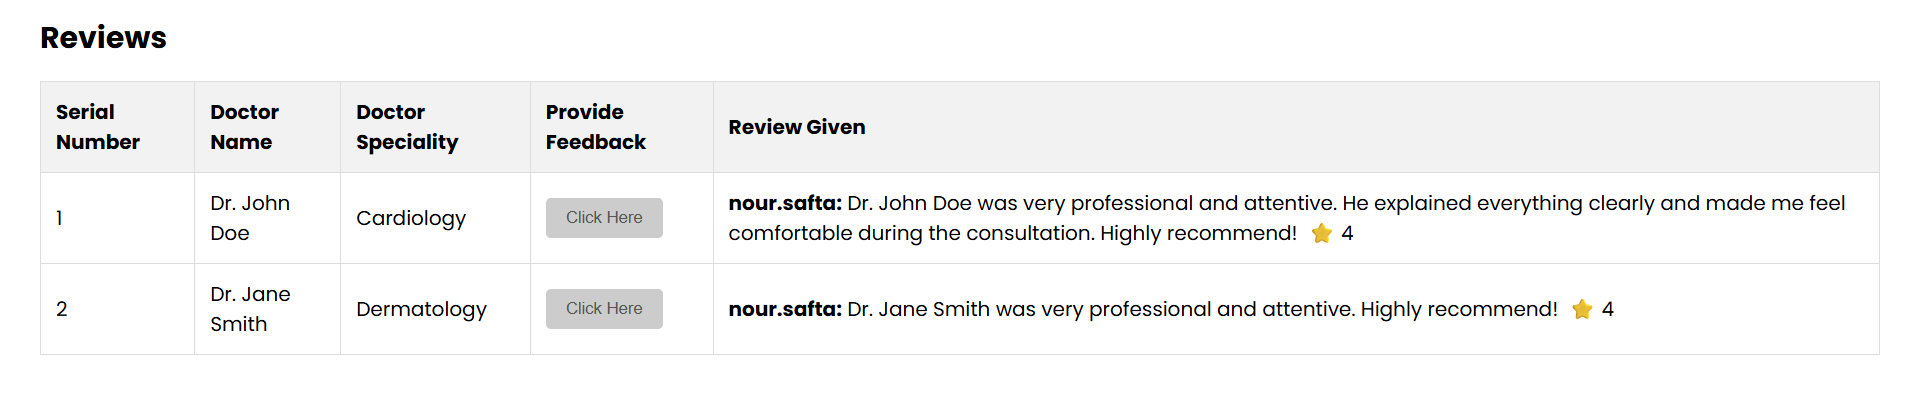 Reviews
Serial Number
Doctor Name
Doctor Speciality
Provide Feedback
Review Given
1
Dr. John Doe
Cardiology
Click Here
nour.safta: Dr. John Doe was very professional and attentive. He explained everything clearly and made me feel
comfortable during the consultation. Highly recommend! ⭐ 4
2
Dr. Jane Smith
Dermatology
Click Here
nour.safta: Dr. Jane Smith was very professional and attentive. Highly recommend! ⭐ 4